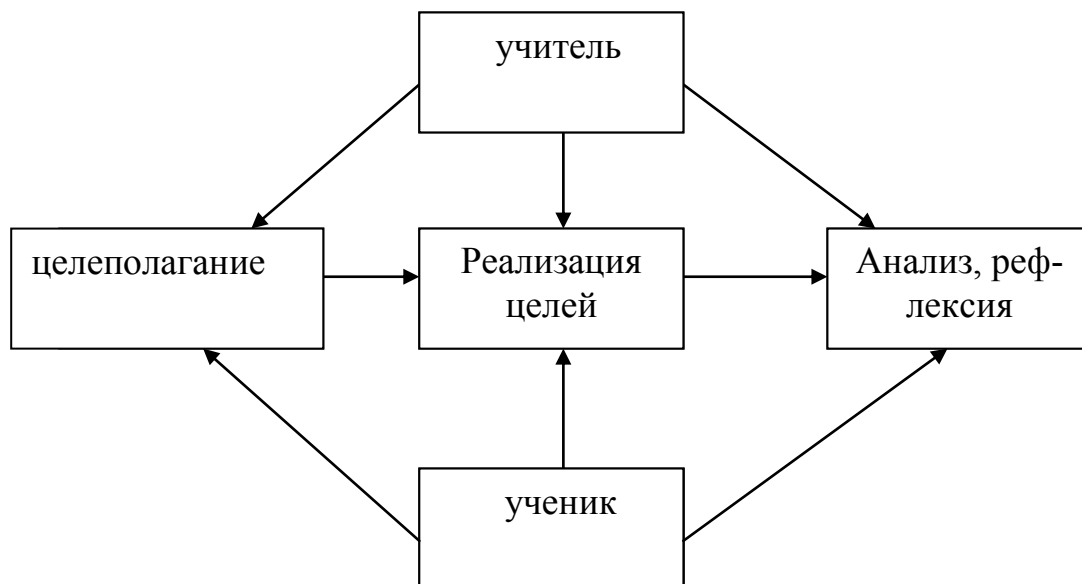 учитель
целеполагание
Реализация
целей
Анализ, реф-
лексия
ученик